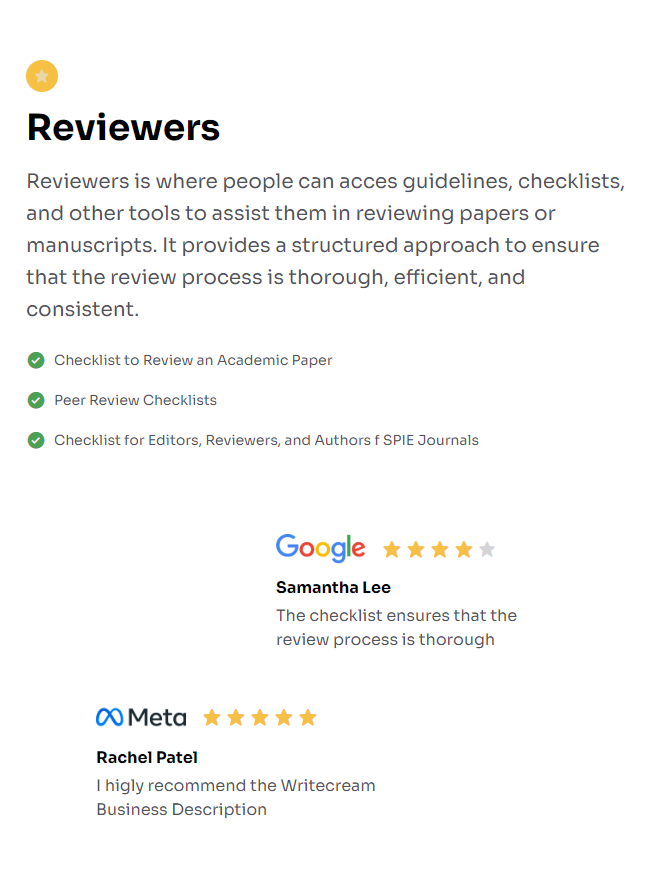 Reviewers
Reviewers is where people can acces guidelines, checklists,
and other tools to assist them in reviewing papers or
manuscripts. It provides a structured approach to ensure
that the review process is thorough, efficient, and
consistent.
Checklist to Review an Academic Paper
Peer Review Checklists
Checklist for Editors, Reviewers, and Authors f SPIE Journals
Google
Samantha Lee
The checklist ensures that the
review process is thorough
Meta
Rachel Patel
I higly recommend the Writecream
Business Description